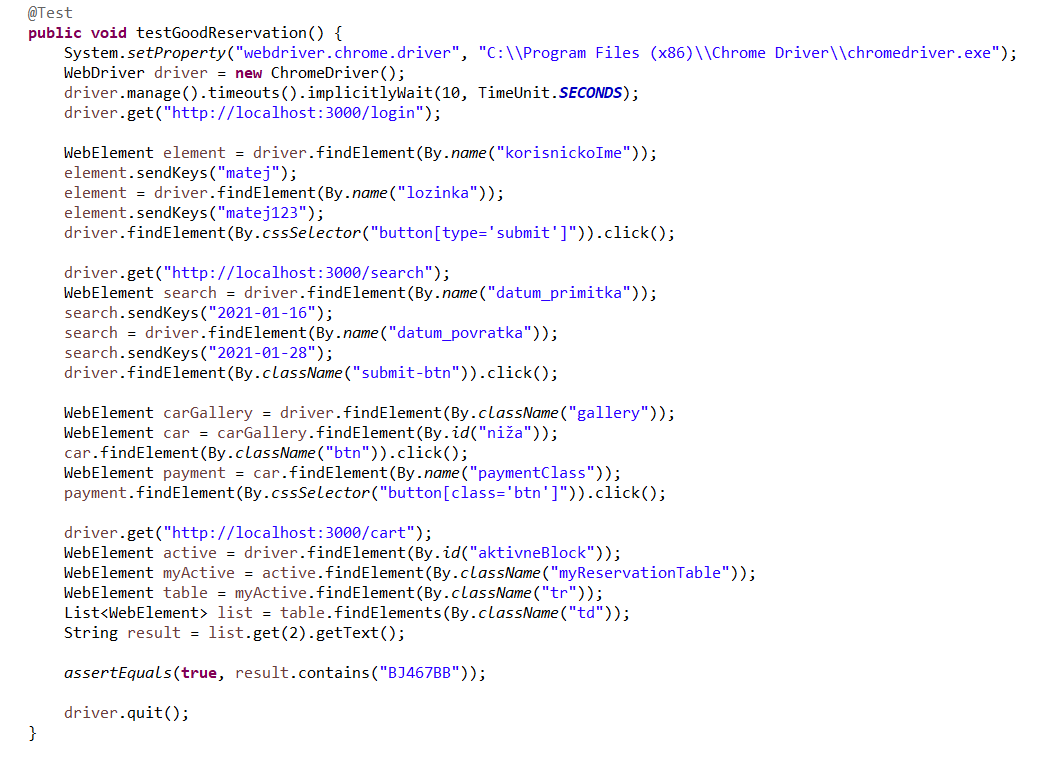 @Test
public void testGoodReservation() {
    System.setProperty("webdriver.chrome.driver", "C:\\Program Files (x86)\\Chrome Driver\\chromedriver.exe");
    WebDriver driver = new ChromeDriver();
    driver.manage().timeouts().implicitlyWait(10, TimeUnit.SECONDS);
    driver.get("http://localhost:3000/login");

    WebElement element = driver.findElement(By.name("korisnickoIme"));
    element.sendKeys("matej");
    element = driver.findElement(By.name("lozinka"));
    element.sendKeys("matej123");
    driver.findElement(By.cssSelector("button[type='submit']")).click();

    driver.get("http://localhost:3000/search");
    WebElement search = driver.findElement(By.name("datum_primitka"));
    search.sendKeys("2021-01-16");
    search = driver.findElement(By.name("datum_povratka"));
    search.sendKeys("2021-01-28");
    driver.findElement(By.className("submit-btn")).click();

    WebElement carGallery = driver.findElement(By.className("gallery"));
    WebElement car = carGallery.findElement(By.id("niža"));
    car.findElement(By.className("btn")).click();
    WebElement payment = car.findElement(By.name("paymentClass"));
    payment.findElement(By.cssSelector("button[class='btn']")).click();

    driver.get("http://localhost:3000/cart");
    WebElement active = driver.findElement(By.id("aktivneBlock"));
    WebElement myActive = active.findElement(By.className("myReservationTable"));
    WebElement table = myActive.findElement(By.className("tr"));
    List<WebElement> list = table.findElements(By.className("td"));
    String result = list.get(2).getText();

    assertEquals(true, result.contains("BJ467BB"));

    driver.quit();
}